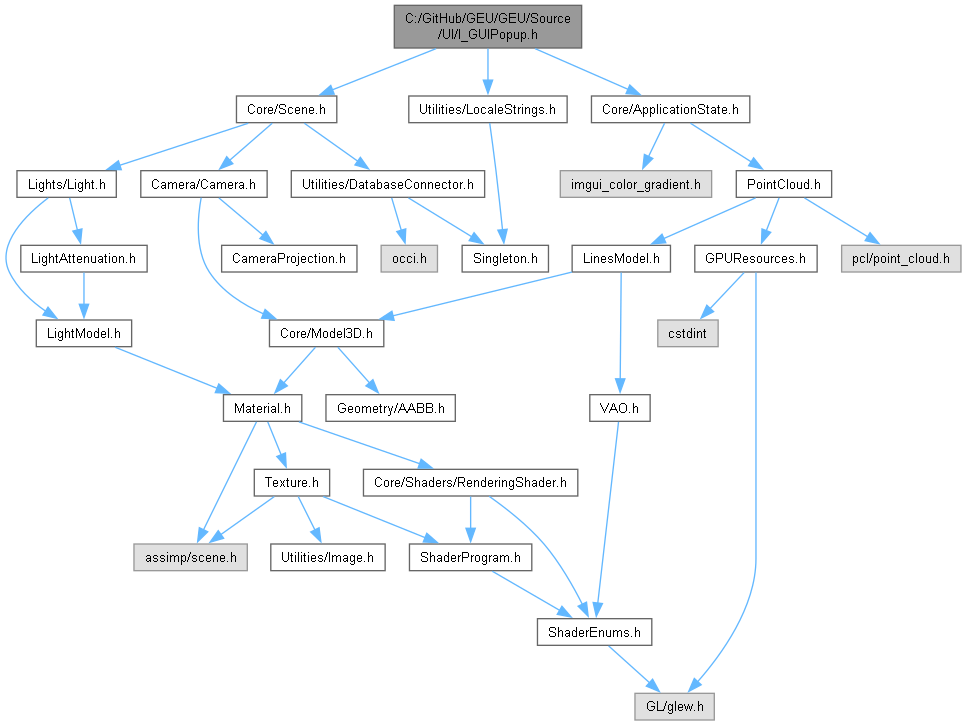 C:/GitHub/GEU/GEU/Source
/UI/I_GUIPopup.h
Core/Scene.h
Utilities/LocaleStrings.h
Core/ApplicationState.h
Lights/Light.h
Camera/Camera.h
Utilities/DatabaseConnector.h
imgui_color_gradient.h
PointCloud.h
LightAttenuation.h
CameraProjection.h
occi.h
Singleton.h
LinesModel.h
GPUResources.h
pcl/point_cloud.h
LightModel.h
Core/Model3D.h
cstdint
Material.h
Geometry/AABB.h
VAO.h
Texture.h
Core/Shaders/RenderingShader.h
assimp/scene.h
Utilities/Image.h
ShaderProgram.h
ShaderEnums.h
GL/glew.h